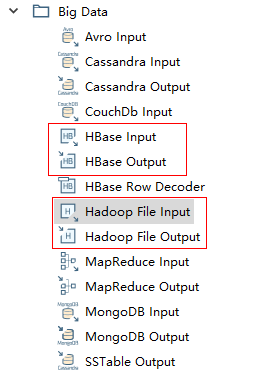 Big Data
Avro Input
Cassandra Input
Cassandra Output
CouchDb Input
HBase Input
HBase Output
HBase Row Decoder
Hadoop File Input
Hadoop File Output
MapReduce Input
MapReduce Output
MongoDB Input
MongoDB Output
SSTable Output